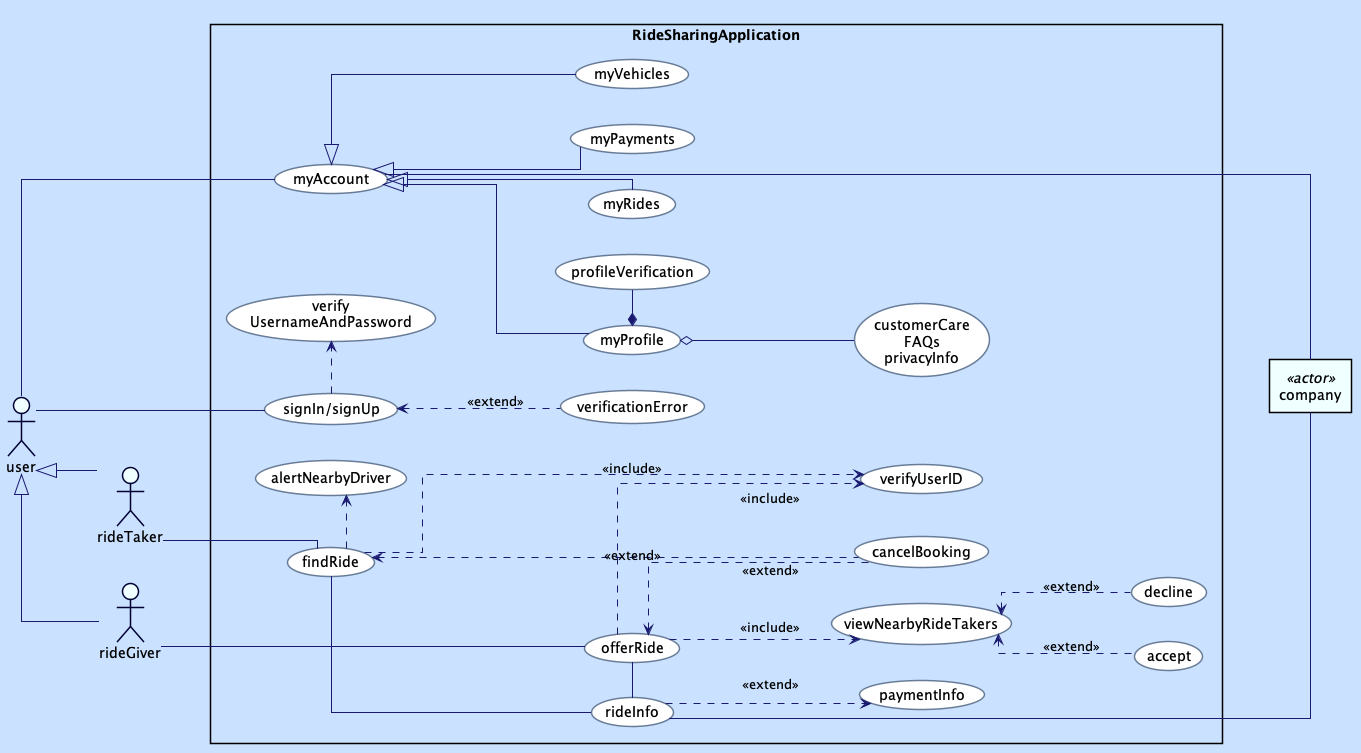 RideSharingApplication
myVehicles
myPayments
myAccount
myRides
profileVerification
verify
UsernameAndPassword
myProfile
customerCare
FAQs
privacyInfo
«actor»
company
signIn/signUp
«extend»
verificationError
user
alertNearbyDriver
«include»
verifyUserID
«include»
rideTaker
findRide
«extend»
cancelBooking
«extend»
«extend»
decline
viewNearbyRideTakers
«include»
rideGiver
offerRide
«extend»
accept
«extend»
paymentInfo
rideInfo